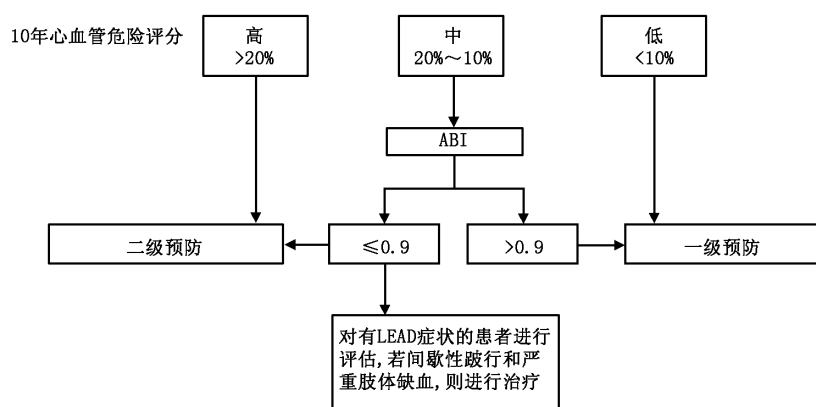 10年心血管危险评分
高
>20%
中
20%～10%
低
<10%
ABI
二级预防
≤0.9
>0.9
一级预防
对有LEAD症状的患者进行
评估,若间歇性跛行和严
重肢体缺血,则进行治疗